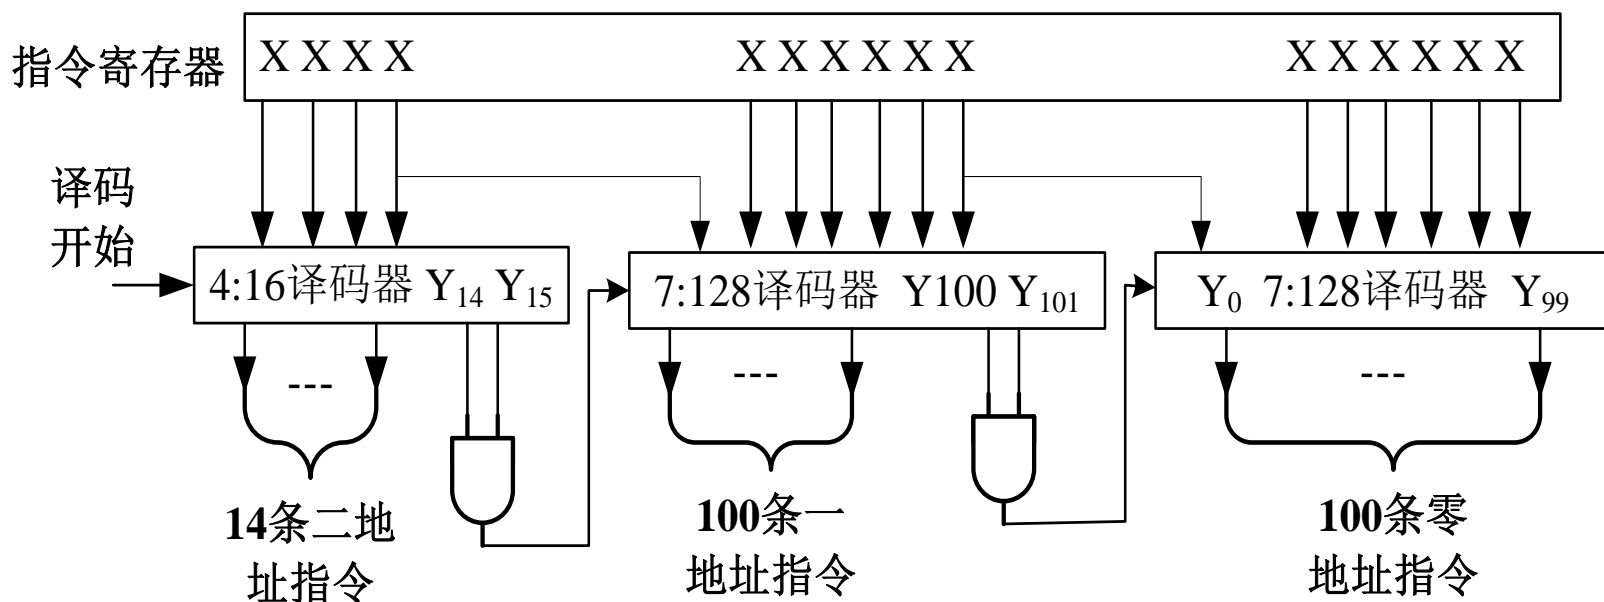 指令寄存器 X X X X X X X X X X X X X X X X
译码
开始
4:16译码器 Y14 Y15
7:128译码器 Y100 Y101
Y0 7:128译码器 Y99
---
---
---
14条二地
址指令
100条一
地址指令
100条零
地址指令